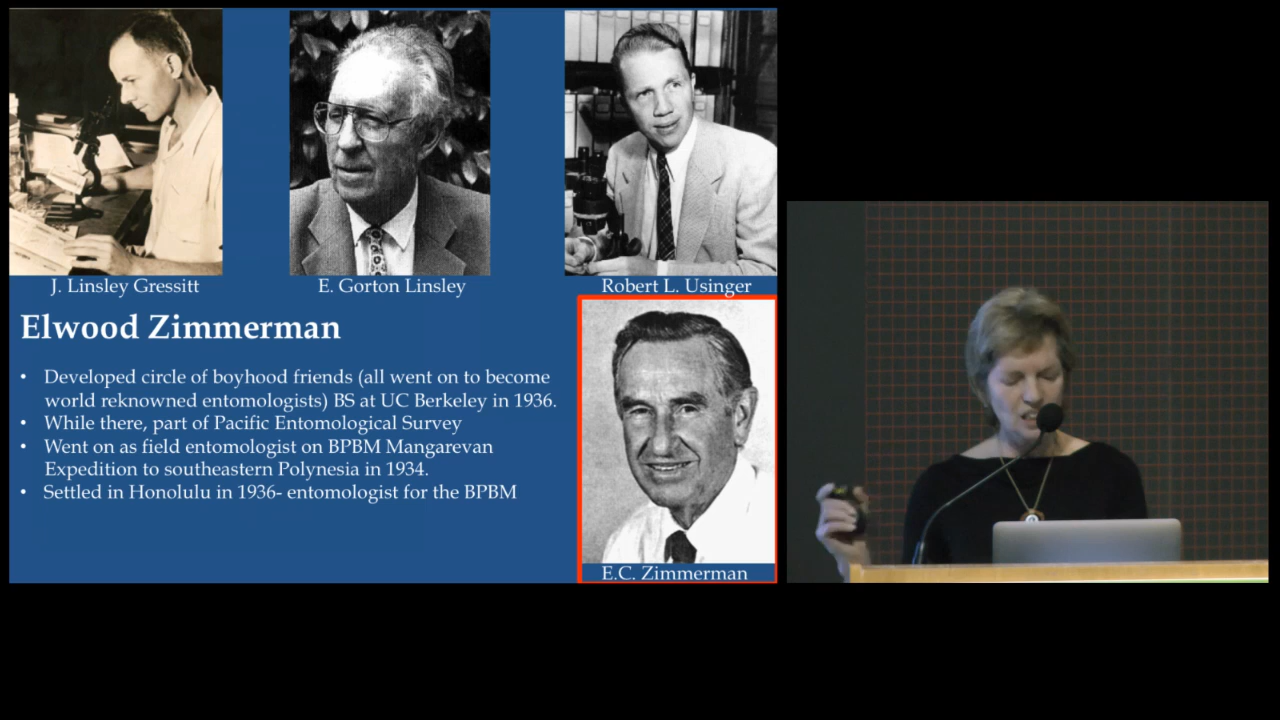 J. Linsley Gressitt
E. Gorton Linsley
Robert L. Usinger
Elwood Zimmerman
• Developed circle of boyhood friends (all went on to become
world reknowned entomologists) BS at UC Berkeley in 1936.
• While there, part of Pacific Entomological Survey
• Went on as field entomologist on BPBM Mangarevan
Expedition to southeastern Polynesia in 1934.
• Settled in Honolulu in 1936- entomologist for the BPBM
E.C. Zimmerman